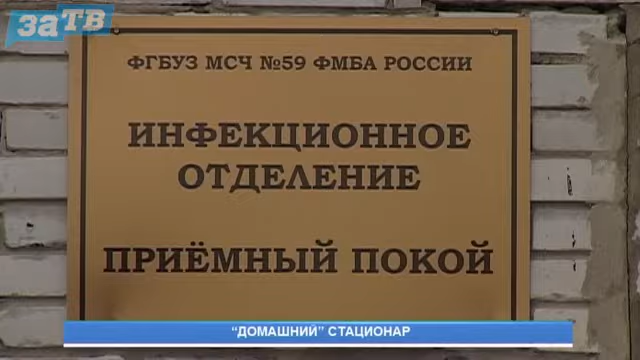 заТВ
ФГБУЗ МСЧ №59 ФМБА РОССИИ
ИНФЕКЦИОННОЕ
ОТДЕЛЕНИЕ
ПРИЁМНЫЙ ПОКОЙ
“ДОМАШНИЙ” СТАЦИОНАР